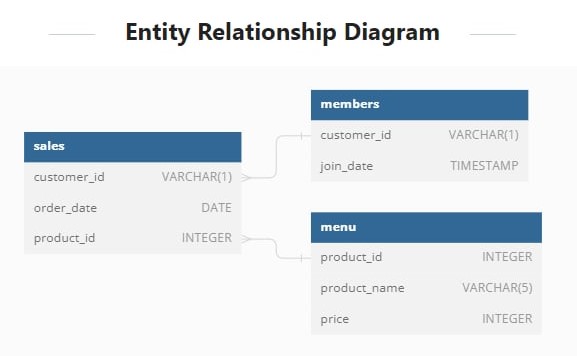 Entity Relationship Diagram
sales
customer_id VARCHAR(1)
order_date DATE
product_id INTEGER
members
customer_id VARCHAR(1)
join_date TIMESTAMP
menu
product_id INTEGER
product_name VARCHAR(5)
price INTEGER